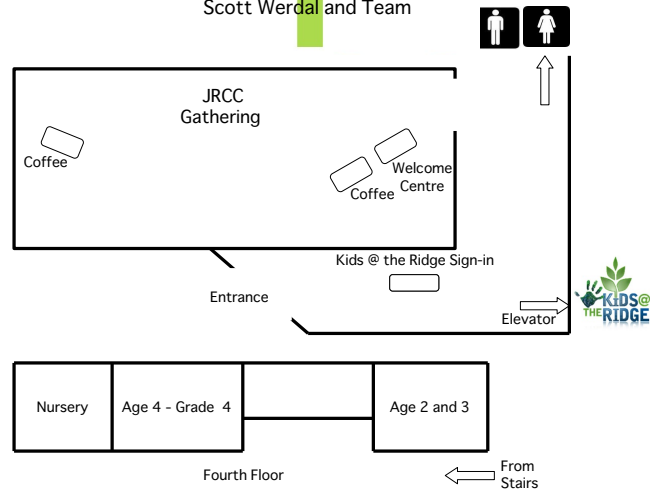 Scott Werdal and Team
JRCC
Gathering
Coffee
Welcome
Centre
Coffee
Kids @ the Ridge Sign-in
Entrance
Elevator
KiDS@
THE RIDGE
Nursery
Age 4 - Grade 4
Age 2 and 3
Fourth Floor
From
Stairs